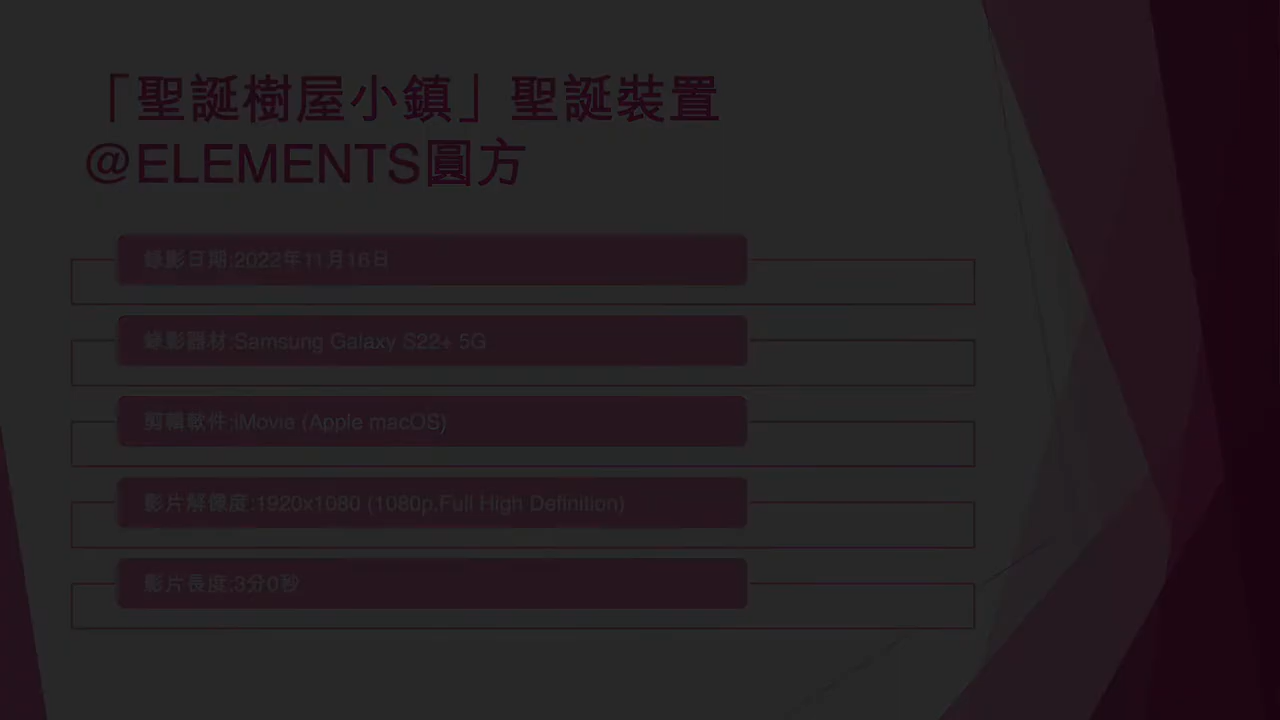 「聖誕樹屋小鎮」聖誕裝置
@ELEMENTS圓方
錄影日期:2022年11月16日
錄影器材:Samsung Galaxy S22+ 5G
剪輯軟件:iMovie (Apple macOS)
影片解像度:1920x1080 (1080p,Full High Definition)
影片長度:3分0秒